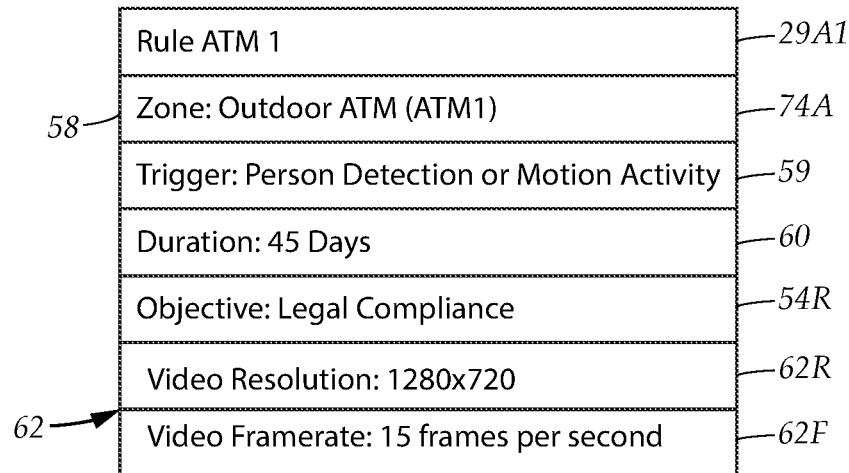 Rule ATM 1 29A1
58 Zone: Outdoor ATM (ATM1) 74A
Trigger: Person Detection or Motion Activity 59
Duration: 45 Days 60
Objective: Legal Compliance 54R
Video Resolution: 1280x720 62R
62 Video Framerate: 15 frames per second 62F